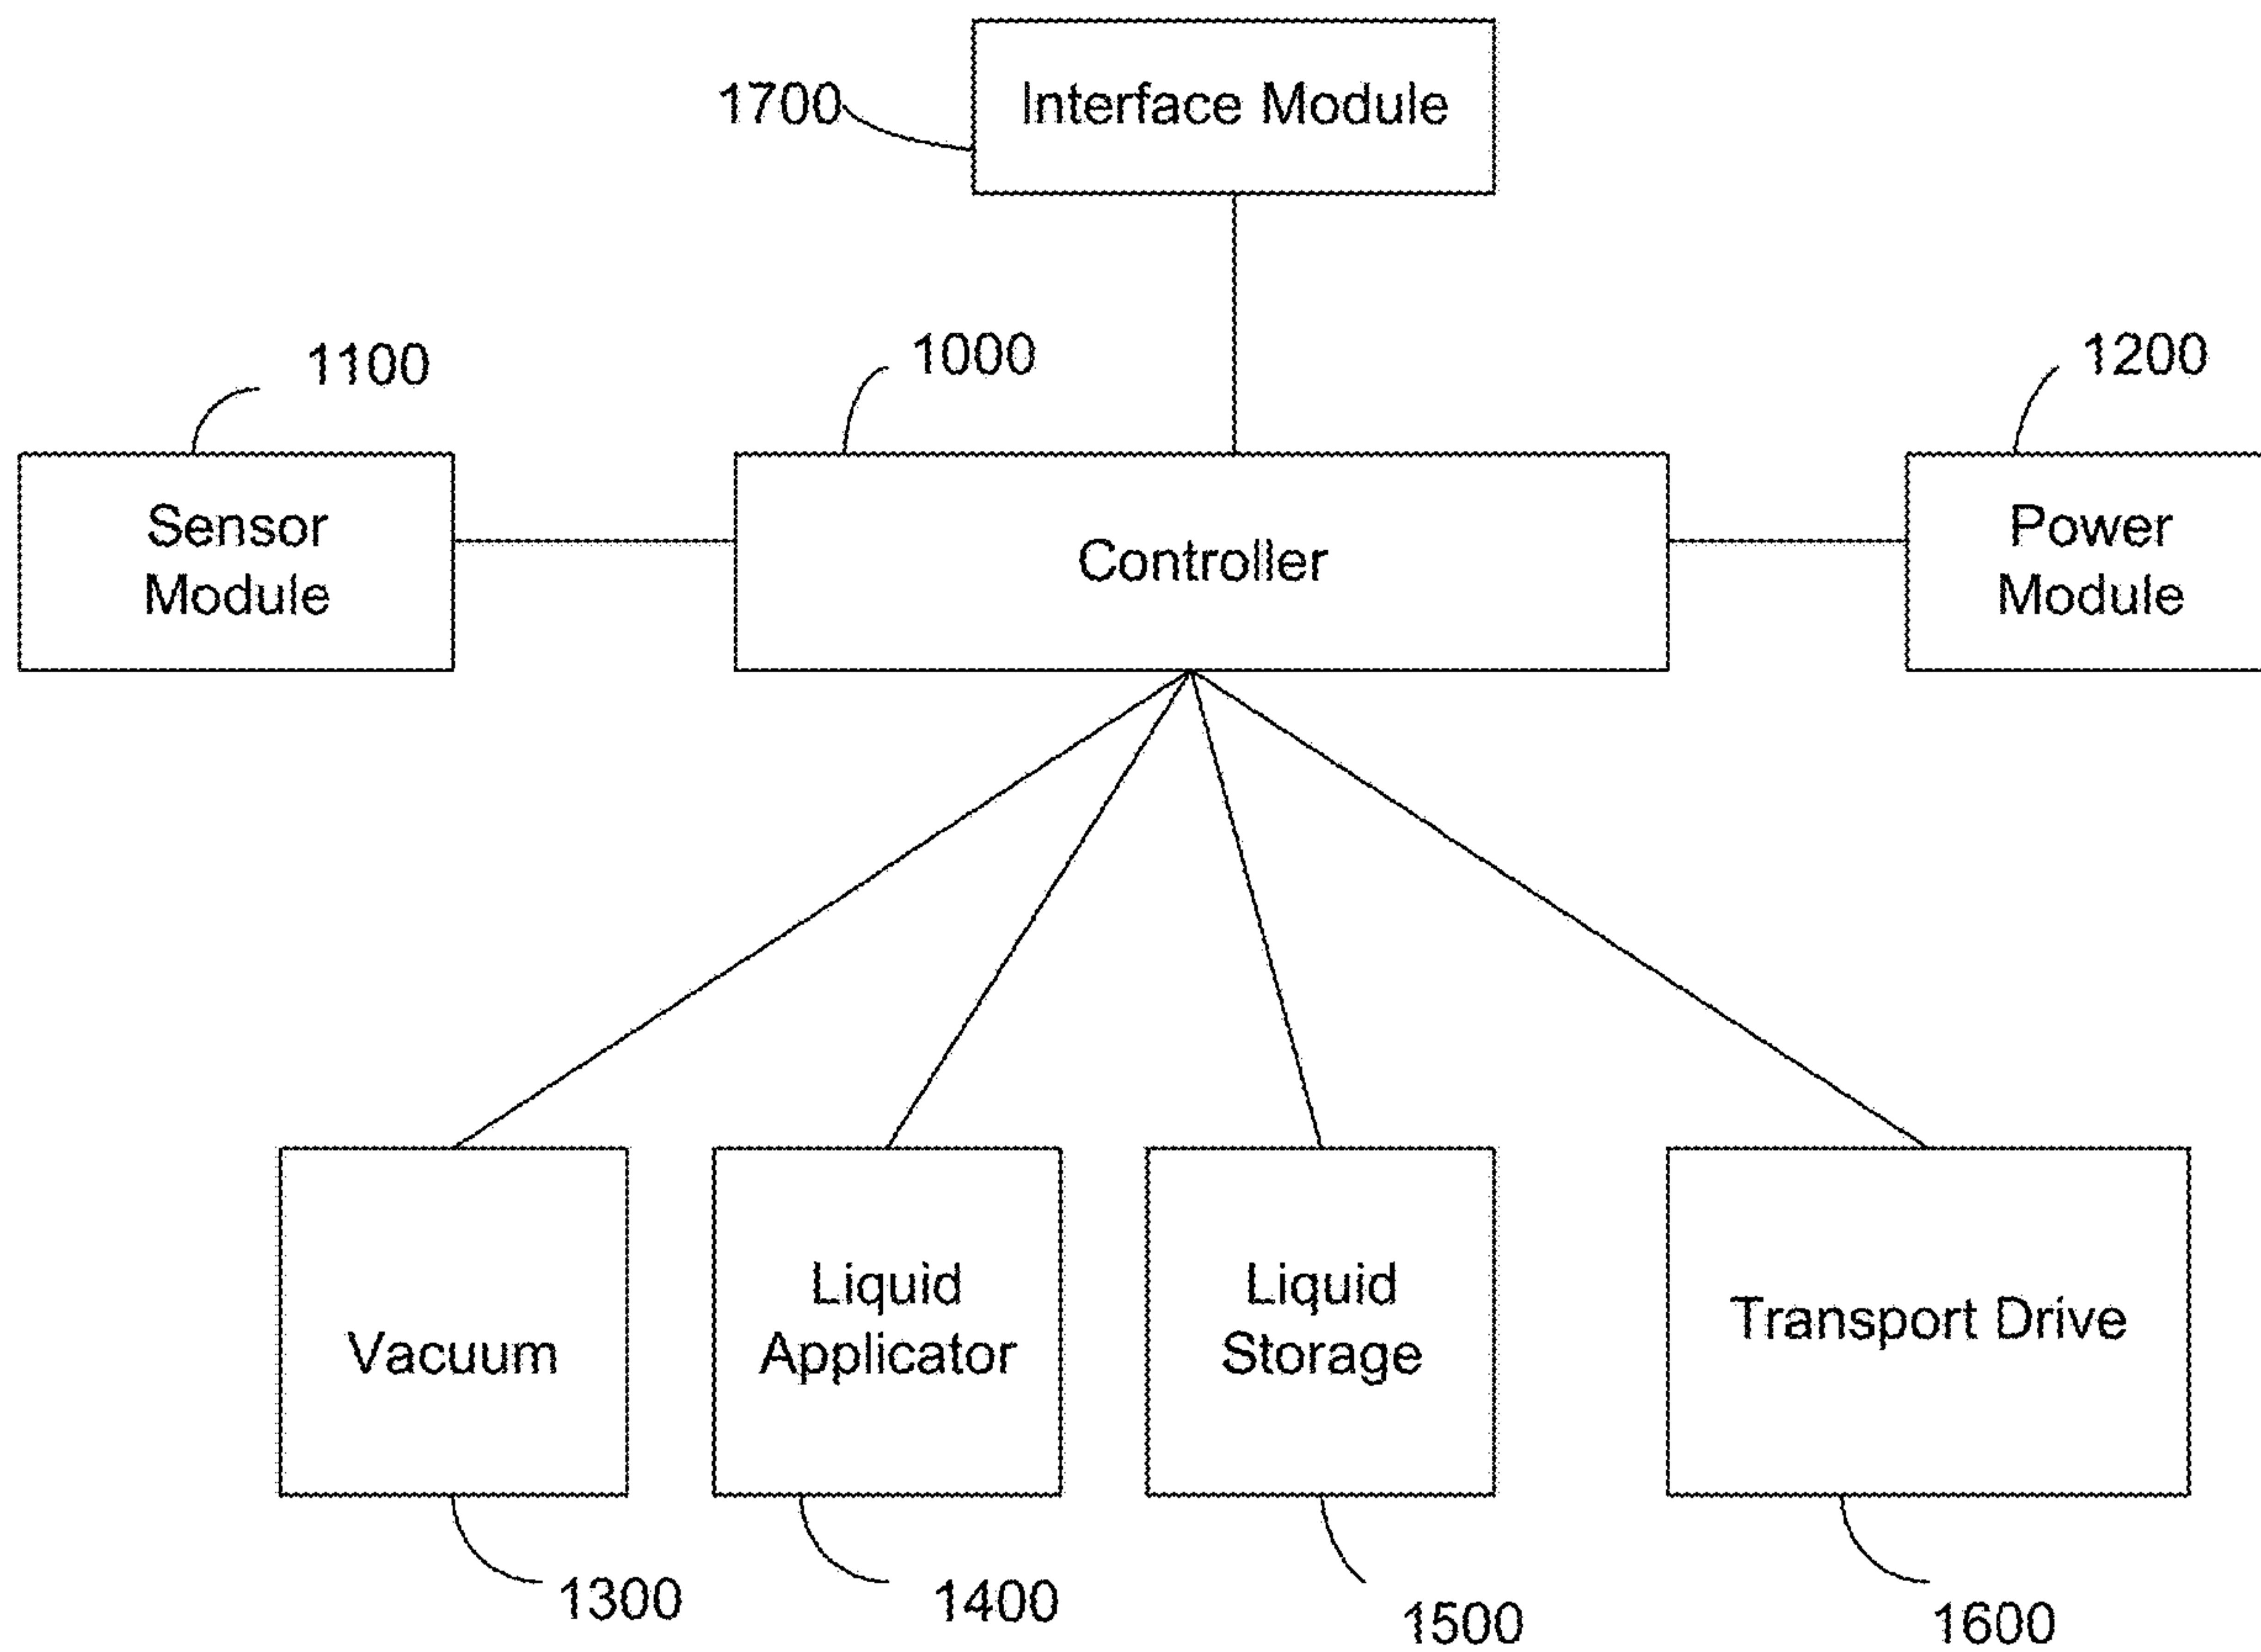 1700
Interface Module
1100
1000
1200
Sensor
Module
Controller
Power
Module
Vacuum
Liquid
Applicator
Liquid
Storage
Transport Drive
1300
1400
1500
1600